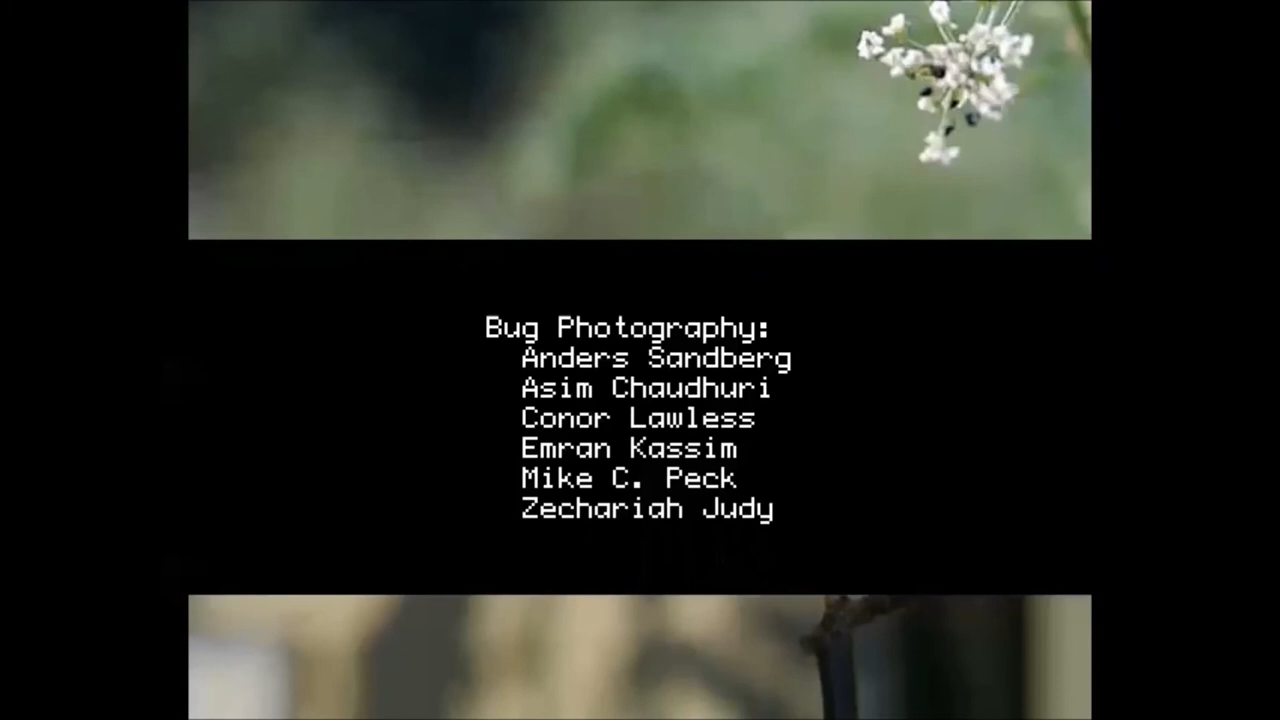 Bug Photography:
Anders Sandberg
Asim Chaudhuri
Conor Lawless
Emran Kassim
Mike C. Peck
Zechariah Judy